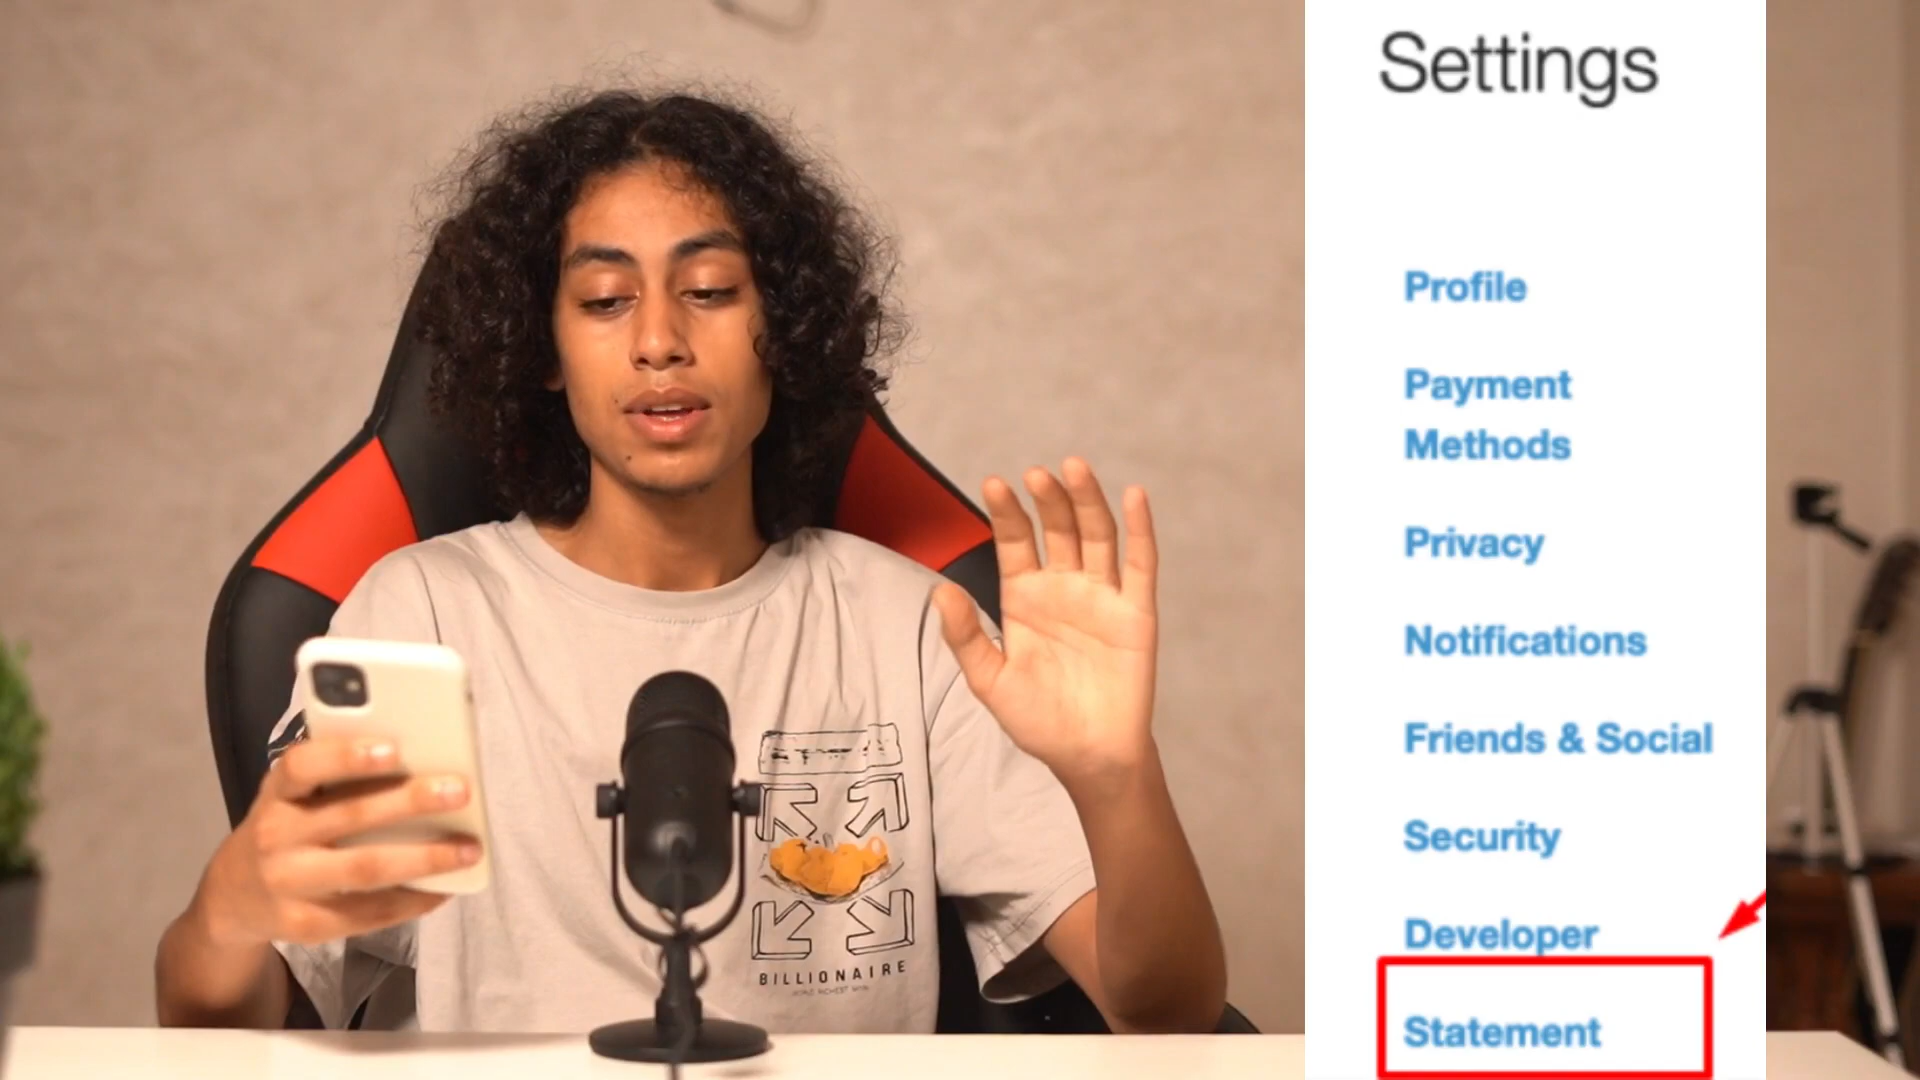 Settings
Profile
Payment
Methods
Privacy
Notifications
Friends & Social
Security
Developer
Statement
BILLIONAIRE